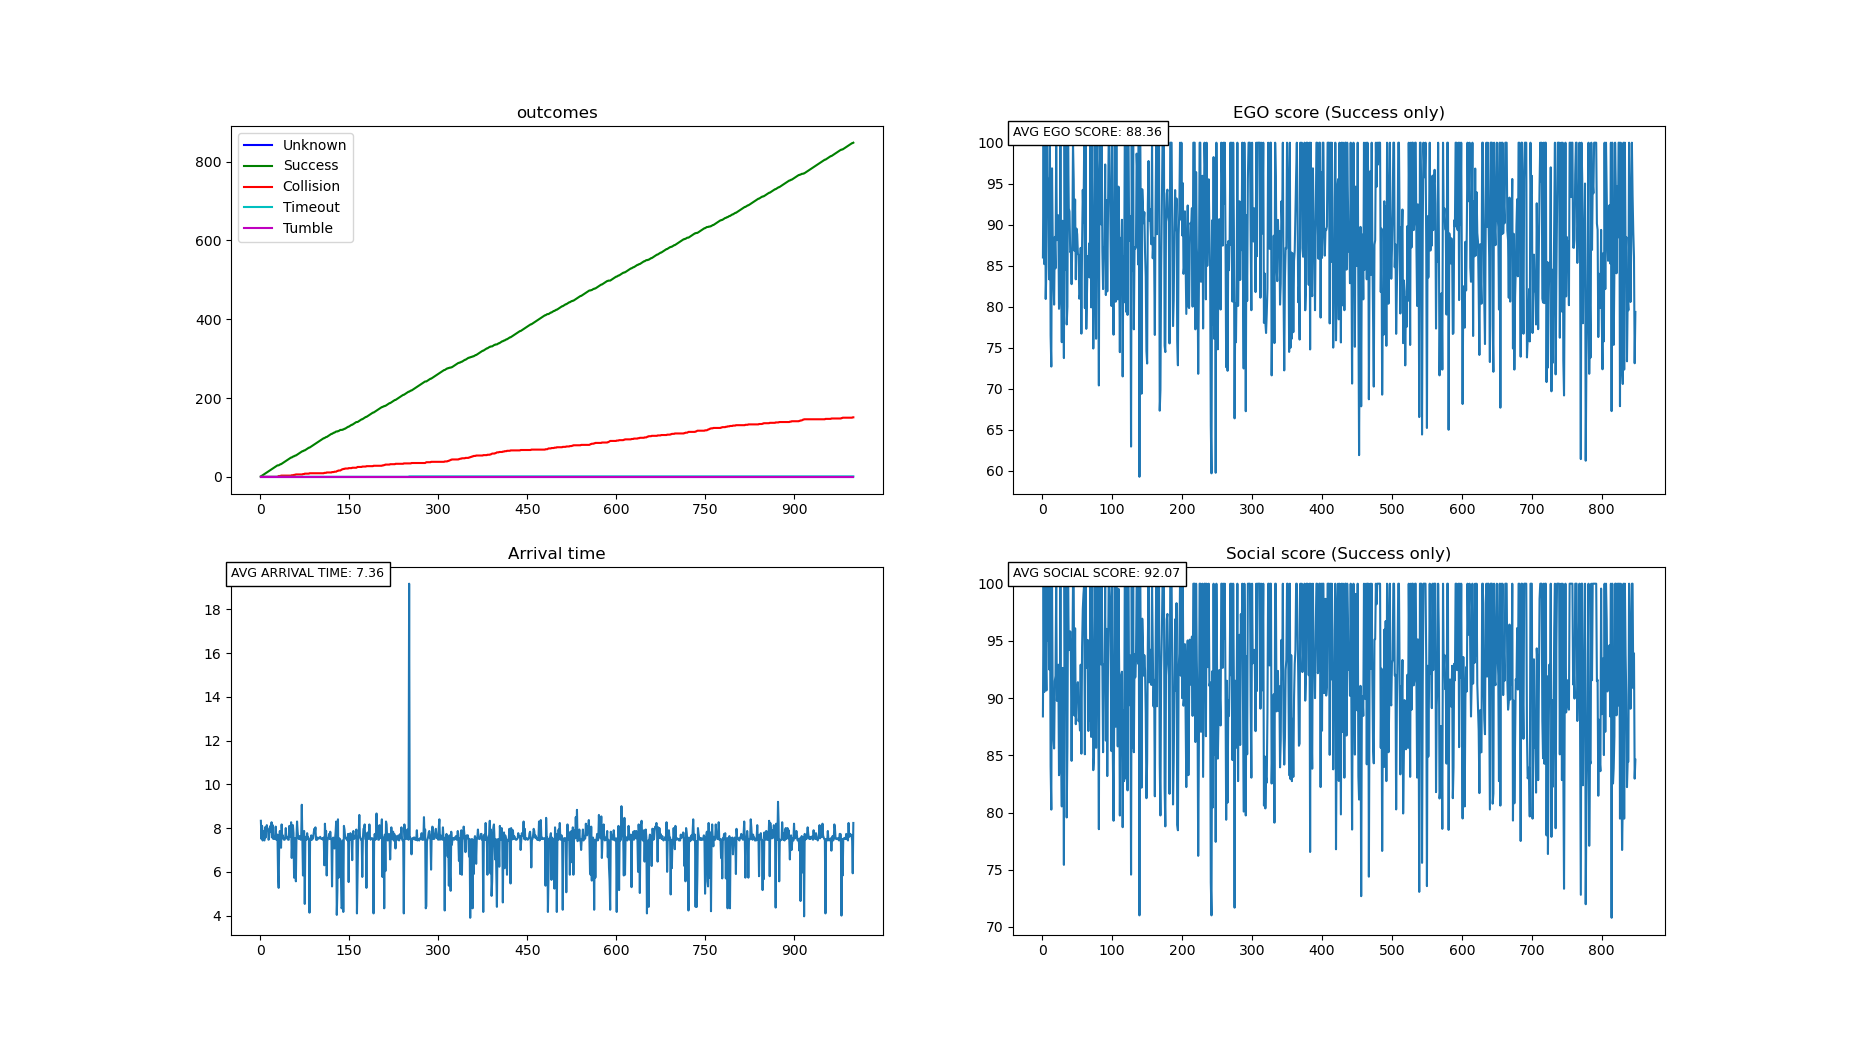 outcomes
Unknown
Success
Collision
Timeout
Tumble
800
600
400
200
0
0 150 300 450 600 750 900
EGO score (Success only)
AVG EGO SCORE: 88.36
100
95
90
85
80
75
70
65
60
0 100 200 300 400 500 600 700 800
Arrival time
AVG ARRIVAL TIME: 7.36
18
16
14
12
10
8
6
4
0 150 300 450 600 750 900
Social score (Success only)
AVG SOCIAL SCORE: 92.07
100
95
90
85
80
75
70
0 100 200 300 400 500 600 700 800